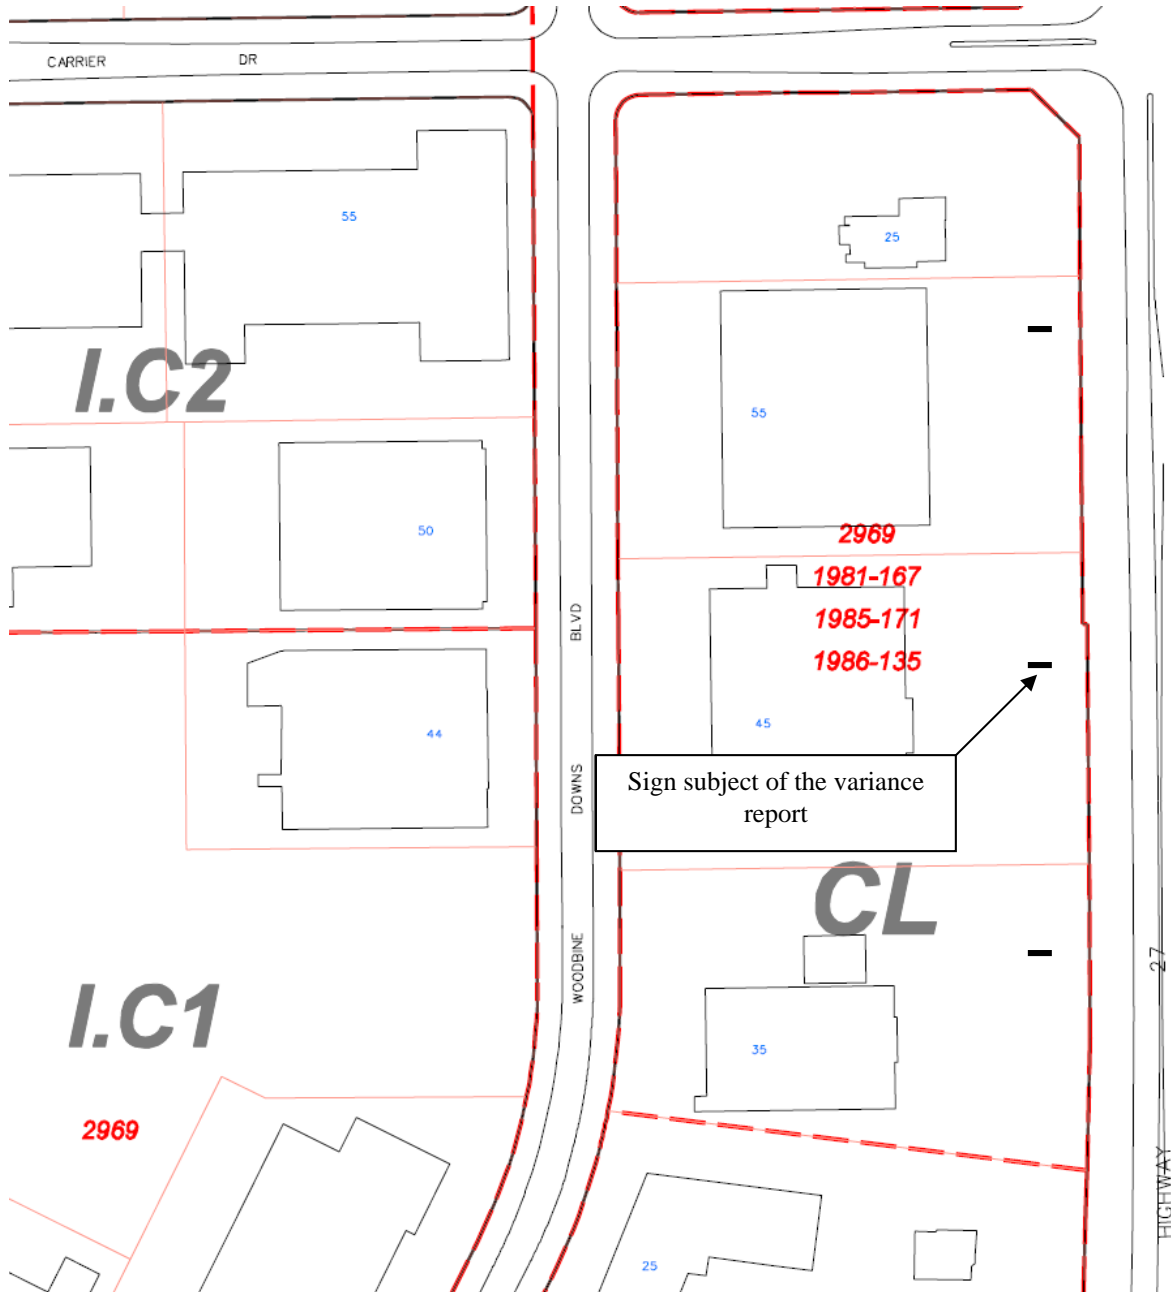 CARRIER DR
55
25
I.C2
55
50
2969
1981-167
1985-171
1986-135
44
45
WOODBINE DOWNS BLVD
Sign subject of the variance
report
CL
I.C1
35
2969
HIGHWAY 27
25